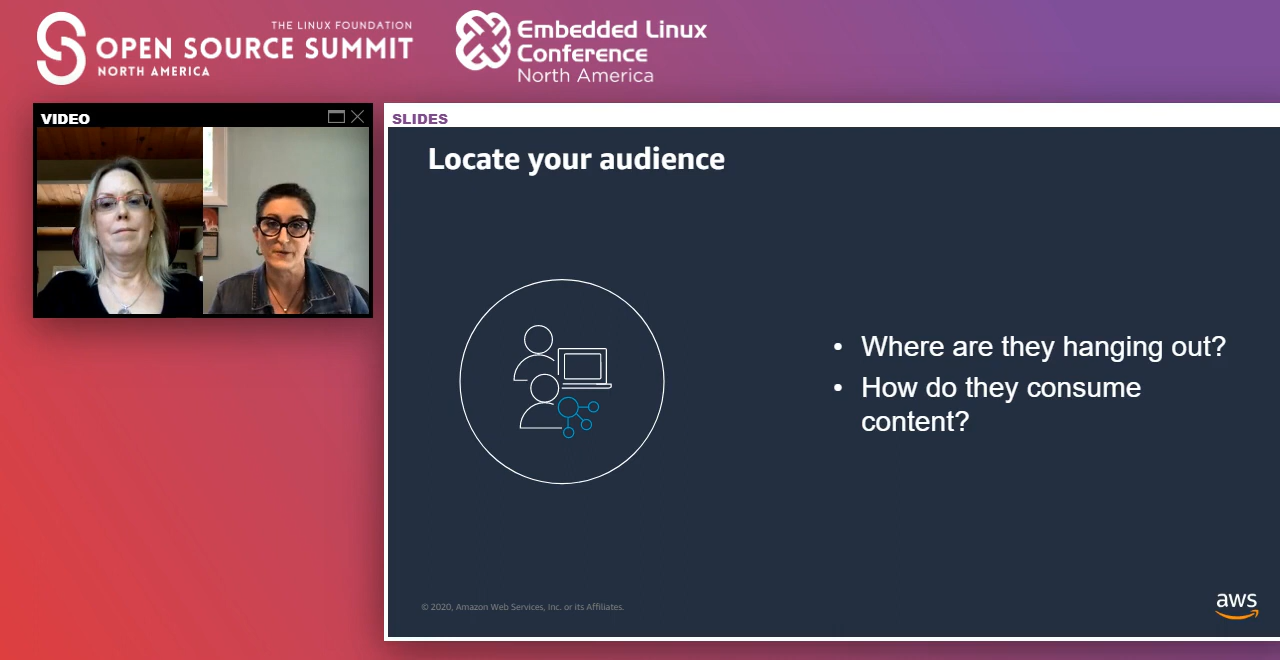 THE LINUX FOUNDATION
OPEN SOURCE SUMMIT
NORTH AMERICA
Embedded Linux
Conference
North America
VIDEO
SLIDES
Locate your audience
• Where are they hanging out?
• How do they consume
content?
© 2020, Amazon Web Services, Inc. or its Affiliates.
aws